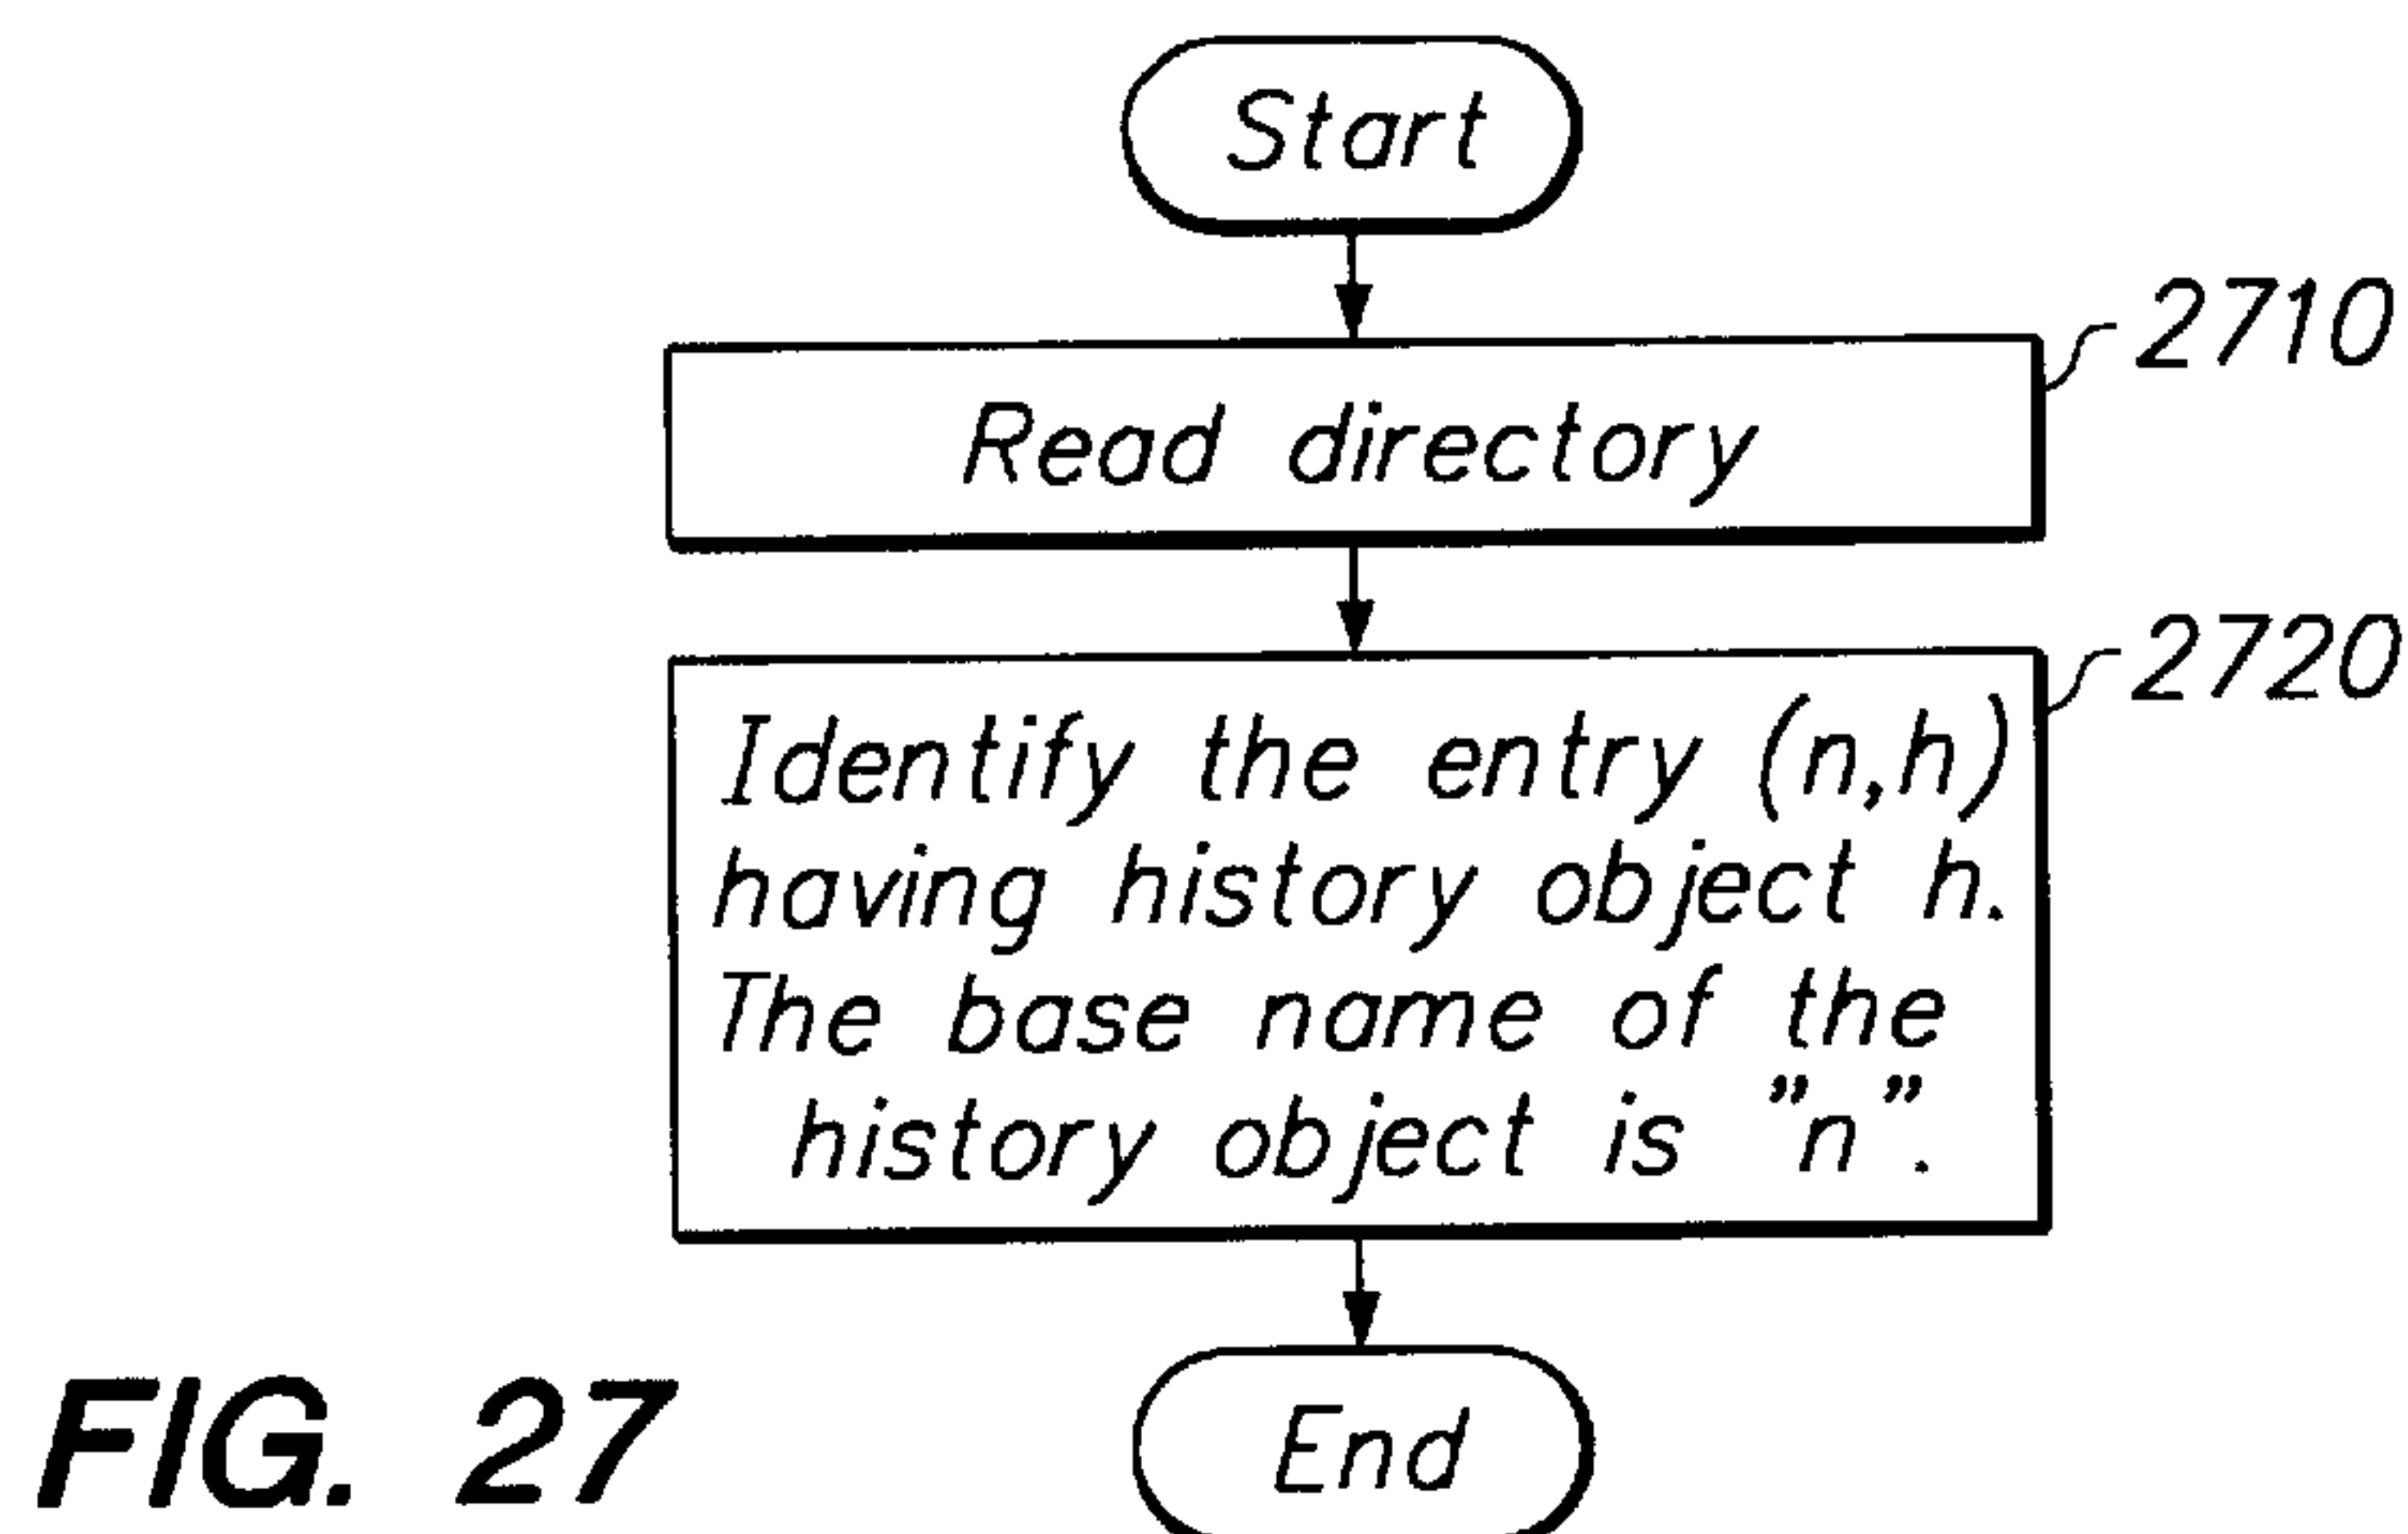 Start
2710
Read directory
2720
Identify the entry (n,h)
having history object h.
The base name of the
history object is "n".
End
FIG. 27